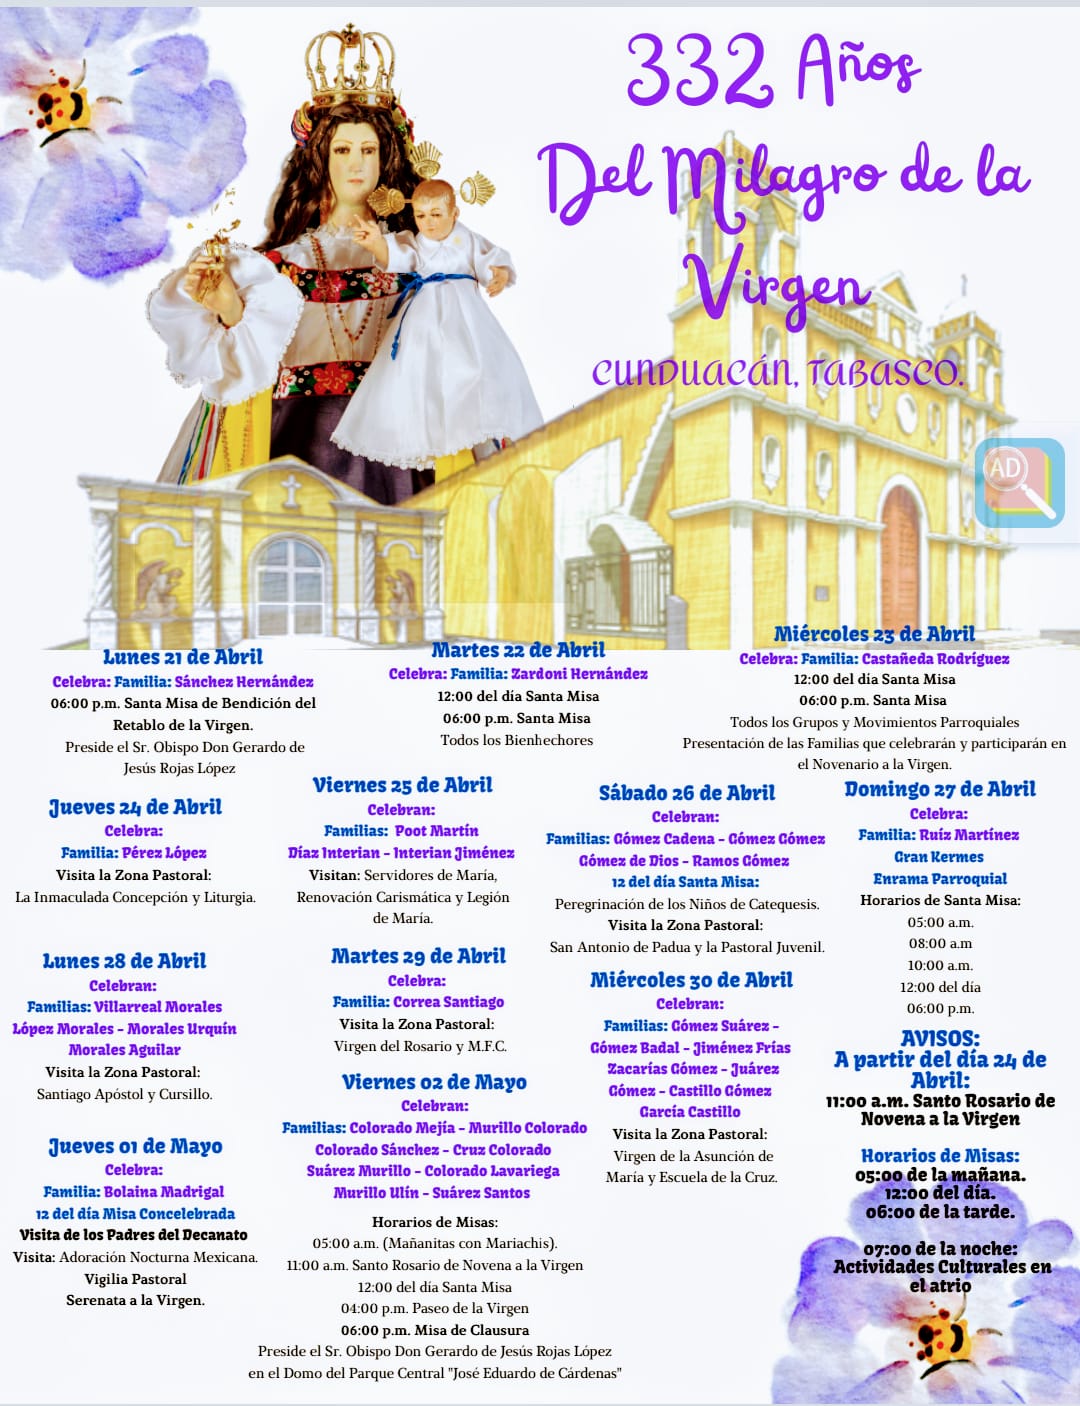 332 Años
Del Milagro de la
Virgen
CUNDUACÁN, TABASCO.
AD
Lunes 21 de Abril
Celebra: Familia: Sánchez Hernández
06:00 p.m. Santa Misa de Bendición del
Retablo de la Virgen.
Preside el Sr. Obispo Don Gerardo de
Jesús Rojas López
Martes 22 de Abril
Celebra: Familia: Zardoni Hernández
12:00 del día Santa Misa
06:00 p.m. Santa Misa
Todos los Bienhechores
Miércoles 23 de Abril
Celebra: Familia: Castañeda Rodríguez
12:00 del día Santa Misa
06:00 p.m. Santa Misa
Todos los Grupos y Movimientos Parroquiales
Presentación de las Familias que celebrarán y participarán en
el Novenario a la Virgen.
Jueves 24 de Abril
Celebra:
Familia: Pérez López
Visita la Zona Pastoral:
La Inmaculada Concepción y Liturgia.
Viernes 25 de Abril
Celebran:
Familias: Poot Martín
Díaz Interian - Interian Jiménez
Visitan: Servidores de María,
Renovación Carismática y Legión
de María.
Sábado 26 de Abril
Celebran:
Familias: Gómez Cadena - Gómez Gómez
Gómez de Dios - Ramos Gómez
12 del día Santa Misa:
Peregrinación de los Niños de Catequesis.
Visita la Zona Pastoral:
San Antonio de Padua y la Pastoral Juvenil.
Domingo 27 de Abril
Celebra:
Familia: Ruíz Martínez
Gran Kermes
Enrama Parroquial
Horarios de Santa Misa:
05:00 a.m.
08:00 a.m
10:00 a.m.
12:00 del día
06:00 p.m.
Lunes 28 de Abril
Celebran:
Familias: Villarreal Morales
López Morales - Morales Urquín
Morales Aguilar
Visita la Zona Pastoral:
Santiago Apóstol y Cursillo.
Martes 29 de Abril
Celebra:
Familia: Correa Santiago
Visita la Zona Pastoral:
Virgen del Rosario y M.F.C.
Miércoles 30 de Abril
Celebran:
Familias: Gómez Suárez -
Gómez Badal - Jiménez Frías
Zacarías Gómez - Juárez
Gómez - Castillo Gómez
García Castillo
Visita la Zona Pastoral:
Virgen de la Asunción de
María y Escuela de la Cruz.
Jueves 01 de Mayo
Celebra:
Familia: Bolaina Madrigal
12 del día Misa Concelebrada
Visita de los Padres del Decanato
Visita: Adoración Nocturna Mexicana.
Vigilia Pastoral
Serenata a la Virgen.
Viernes 02 de Mayo
Celebran:
Familias: Colorado Mejía - Murillo Colorado
Colorado Sánchez - Cruz Colorado
Suárez Murillo - Colorado Lavariega
Murillo Ulín - Suárez Santos
Horarios de Misas:
05:00 a.m. (Mañanitas con Mariachis).
11:00 a.m. Santo Rosario de Novena a la Virgen
12:00 del día Santa Misa
04:00 p.m. Paseo de la Virgen
06:00 p.m. Misa de Clausura
Preside el Sr. Obispo Don Gerardo de Jesús Rojas López
en el Domo del Parque Central "José Eduardo de Cárdenas"
AVISOS:
A partir del día 24 de
Abril:
11:00 a.m. Santo Rosario de
Novena a la Virgen
Horarios de Misas:
05:00 de la mañana.
12:00 del día.
06:00 de la tarde.
07:00 de la noche:
Actividades Culturales en
el atrio